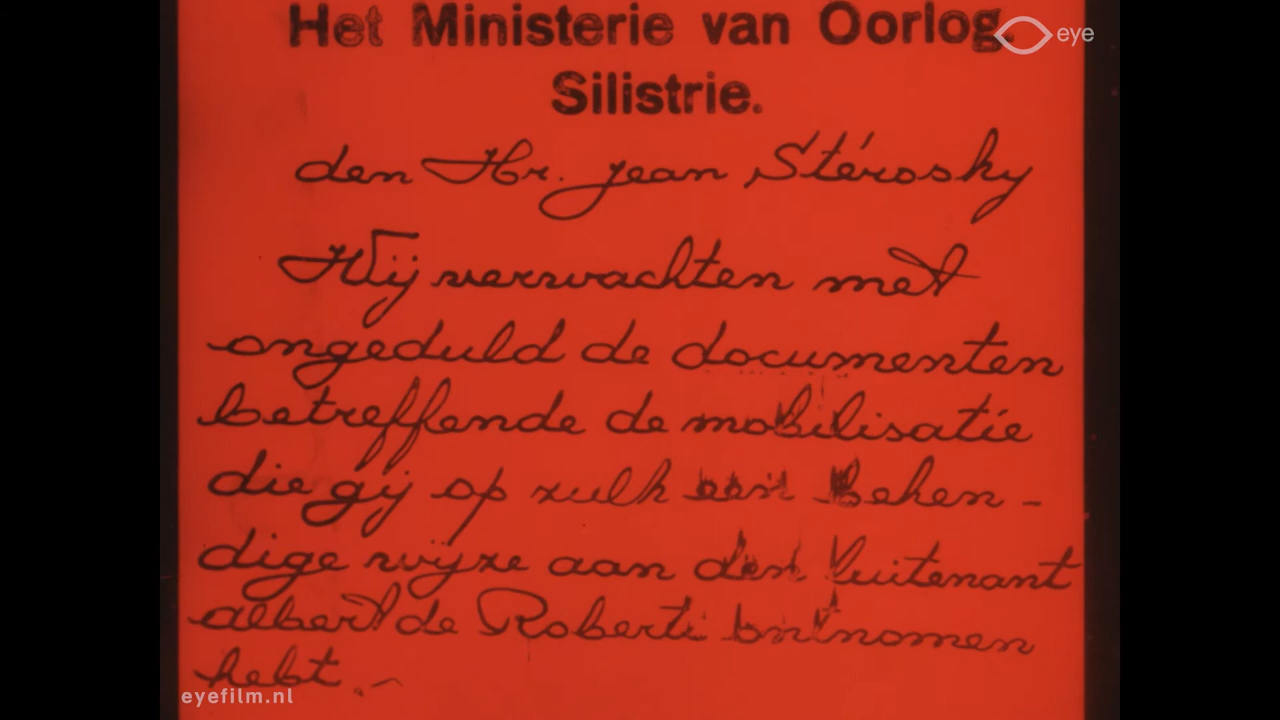 Het Ministerie van Oorlog.
eye
Silistrie.
den Hr. Jean Stérosky
Wij verwachten met
ongeduld de documenten
betreffende de mobilisatie
die gij op zulk een behen-
dige wijze aan den luitenant
albert de Roberti ontnomen
hebt.
eyefilm.nl